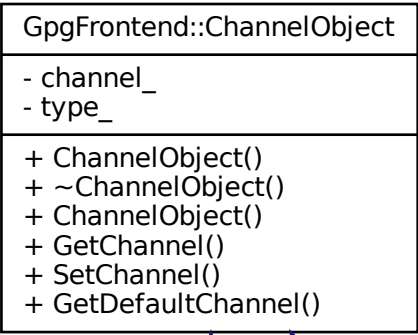 GpgFrontend::ChannelObject
- channel_
- type_
+ ChannelObject()
+ ~ChannelObject()
+ ChannelObject()
+ GetChannel()
+ SetChannel()
+ GetDefaultChannel()